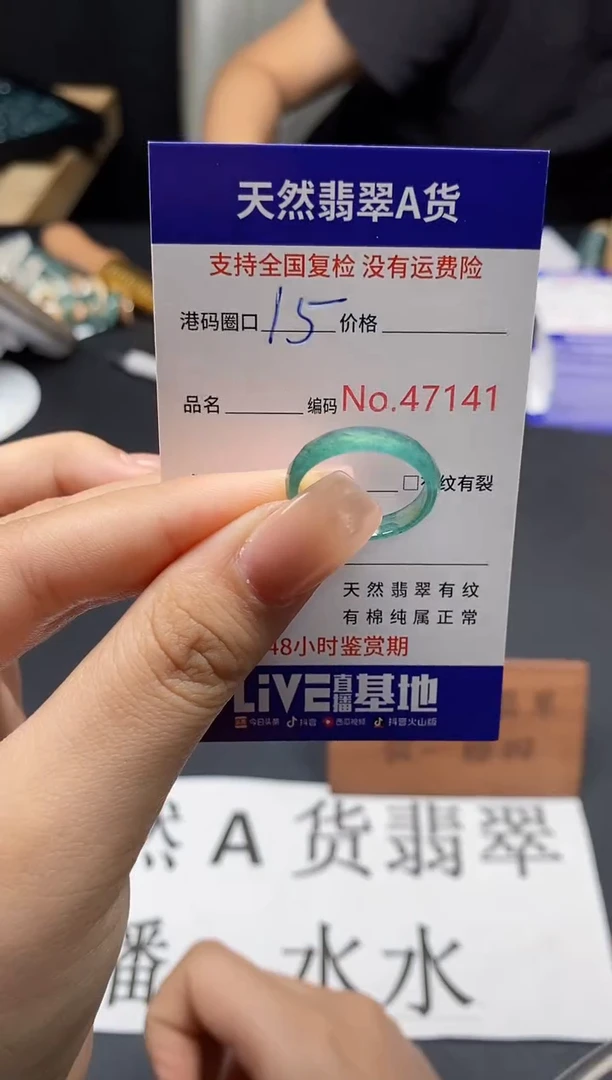 天然翡翠A货
支持全国复检 没有运费险
港码圈口 15 价格
品名 编码 No.47141
纹有裂
天然翡翠有纹
有棉纯属正常
48小时鉴赏期
LiVE直播基地
今日头条 抖音 西瓜视频 抖音火山版
然A货翡翠
播 水水